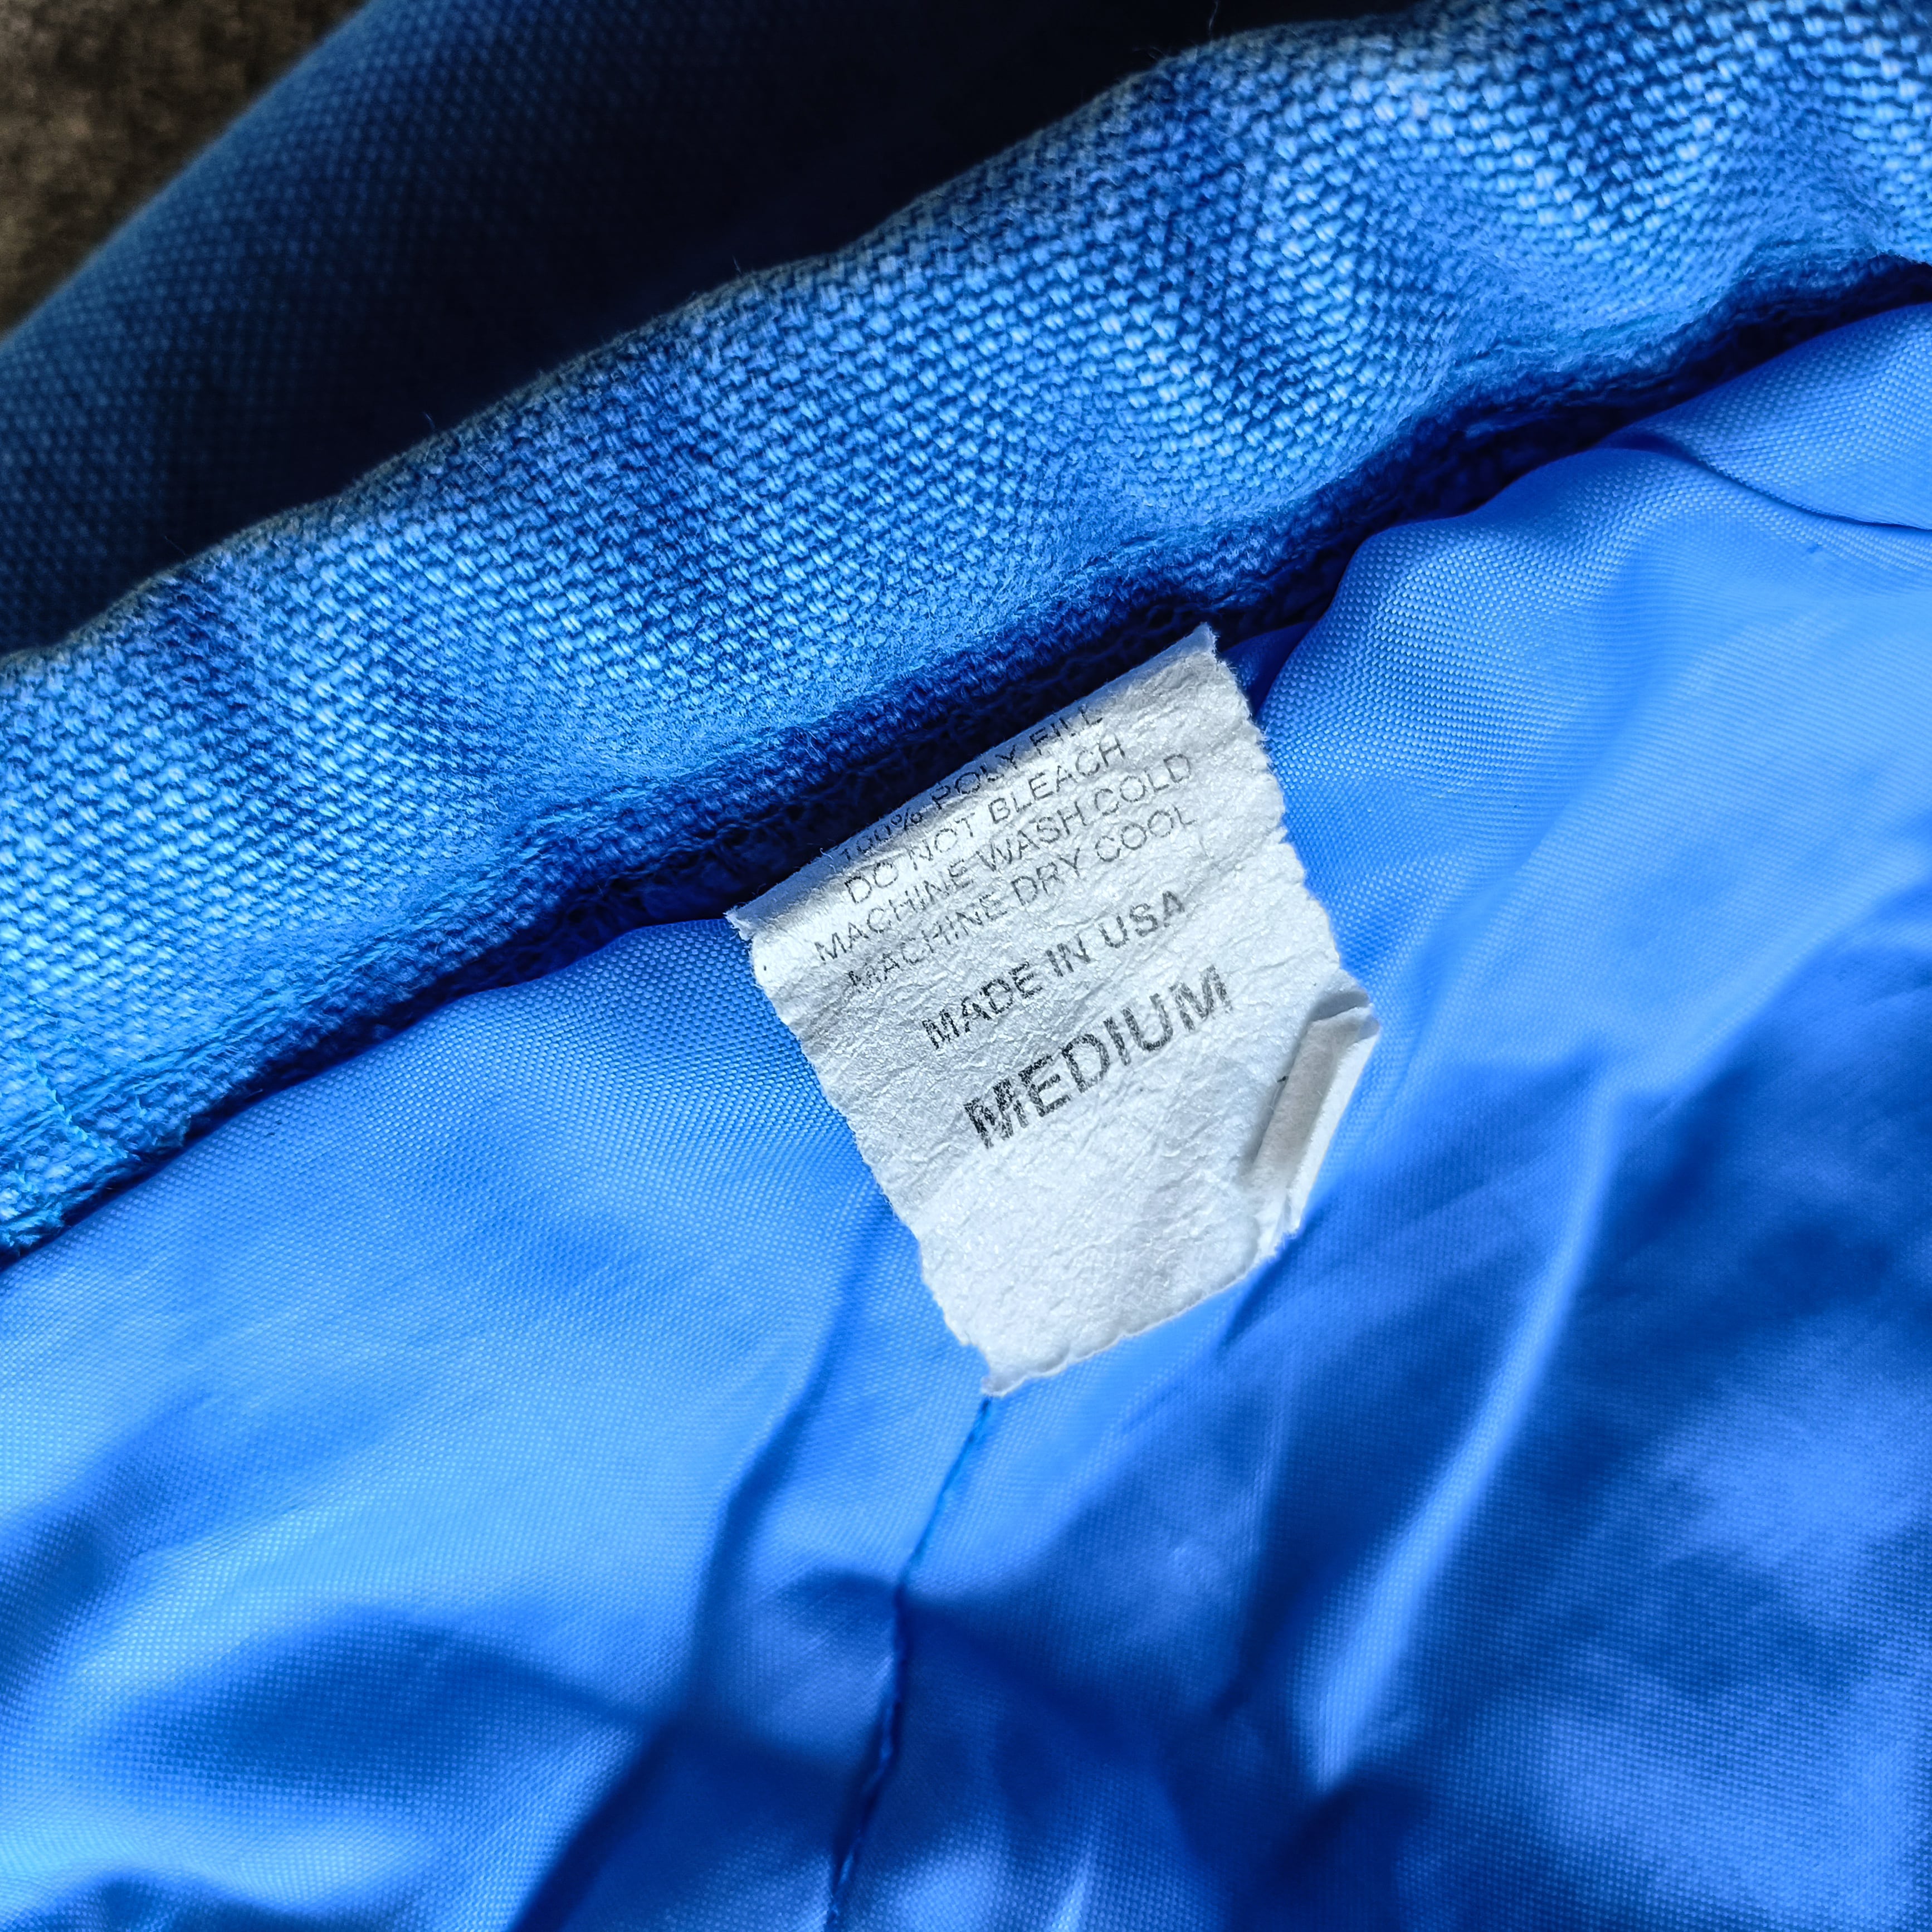 100% POLY FILL
DO NOT BLEACH
MACHINE WASH COLD
MACHINE DRY COOL
MADE IN USA
MEDIUM